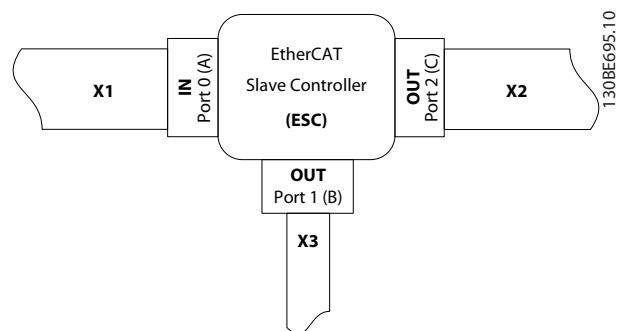 EtherCAT
Slave Controller
(ESC)
X1
IN
Port 0 (A)
OUT
Port 2 (C)
X2
OUT
Port 1 (B)
X3
130BE695.10